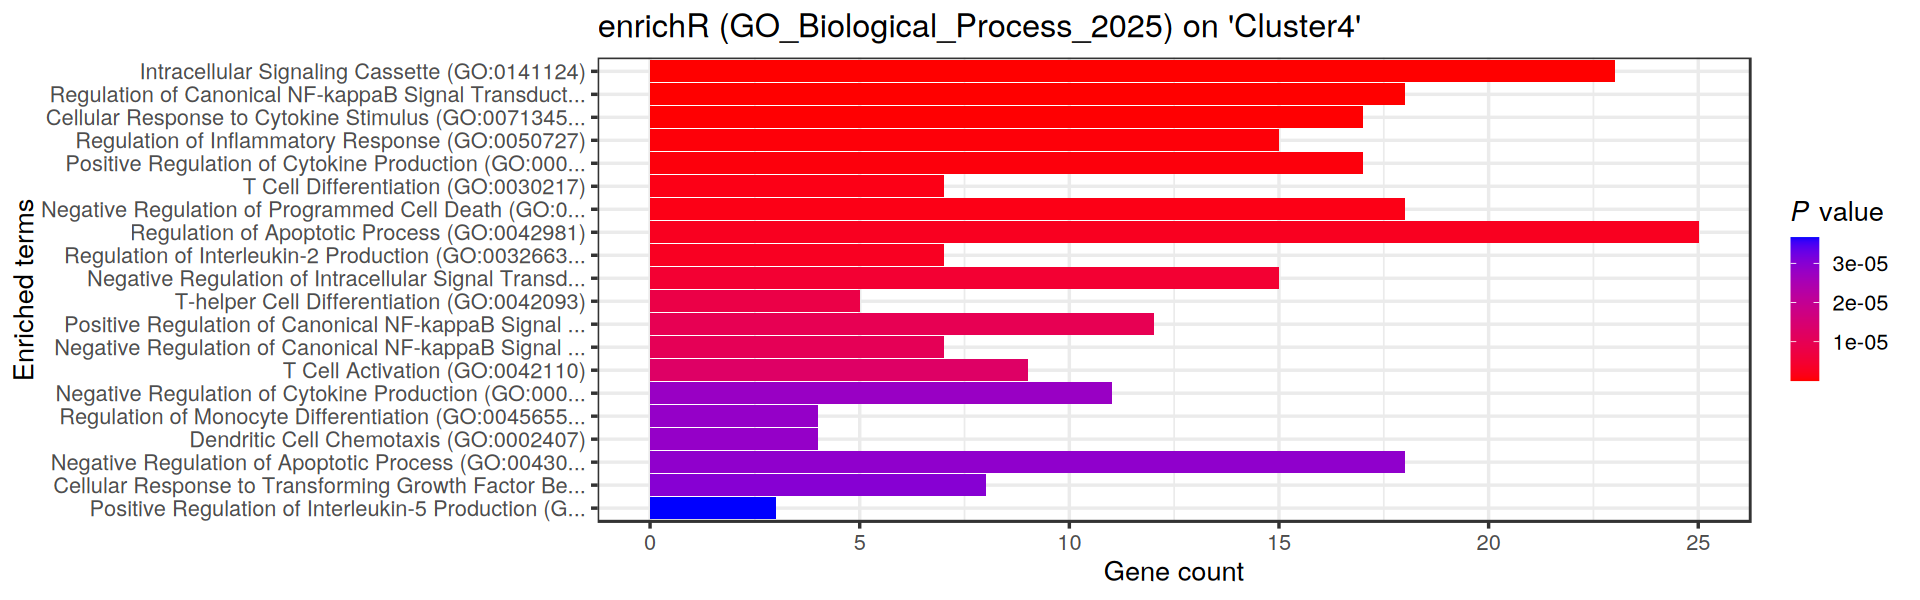 enrichR (GO_Biological_Process_2025) on 'Cluster4'
Enriched terms
Intracellular Signaling Cassette (GO:0141124)
Regulation of Canonical NF-kappaB Signal Transduct...
Cellular Response to Cytokine Stimulus (GO:0071345...
Regulation of Inflammatory Response (GO:0050727)
Positive Regulation of Cytokine Production (GO:000...
T Cell Differentiation (GO:0030217)
Negative Regulation of Programmed Cell Death (GO:0...
Regulation of Apoptotic Process (GO:0042981)
Regulation of Interleukin-2 Production (GO:0032663...
Negative Regulation of Intracellular Signal Transd...
T-helper Cell Differentiation (GO:0042093)
Positive Regulation of Canonical NF-kappaB Signal ...
Negative Regulation of Canonical NF-kappaB Signal ...
T Cell Activation (GO:0042110)
Negative Regulation of Cytokine Production (GO:000...
Regulation of Monocyte Differentiation (GO:0045655...
Dendritic Cell Chemotaxis (GO:0002407)
Negative Regulation of Apoptotic Process (GO:00430...
Cellular Response to Transforming Growth Factor Be...
Positive Regulation of Interleukin-5 Production (G...
0 5 10 15 20 25
Gene count
P value
3e-05
2e-05
1e-05